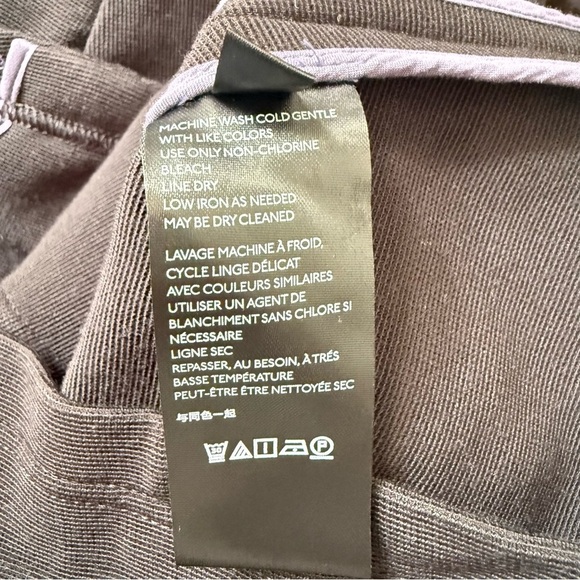 MACHINE WASH COLD GENTLE
WITH LIKE COLORS
USE ONLY NON-CHLORINE
BLEACH
LINE DRY
LOW IRON AS NEEDED
MAY BE DRY CLEANED
LAVAGE MACHINE À FROID,
CYCLE LINGE DÉLICAT
AVEC COULEURS SIMILAIRES
UTILISER UN AGENT DE
BLANCHIMENT SANS CHLORE SI
NÉCESSAIRE
LIGNE SEC
REPASSER, AU BESOIN, À TRÉS
BASSE TEMPÉRATURE
PEUT-ÊTRE ÊTRE NETTOYÉE SEC
与同色一起
30 P